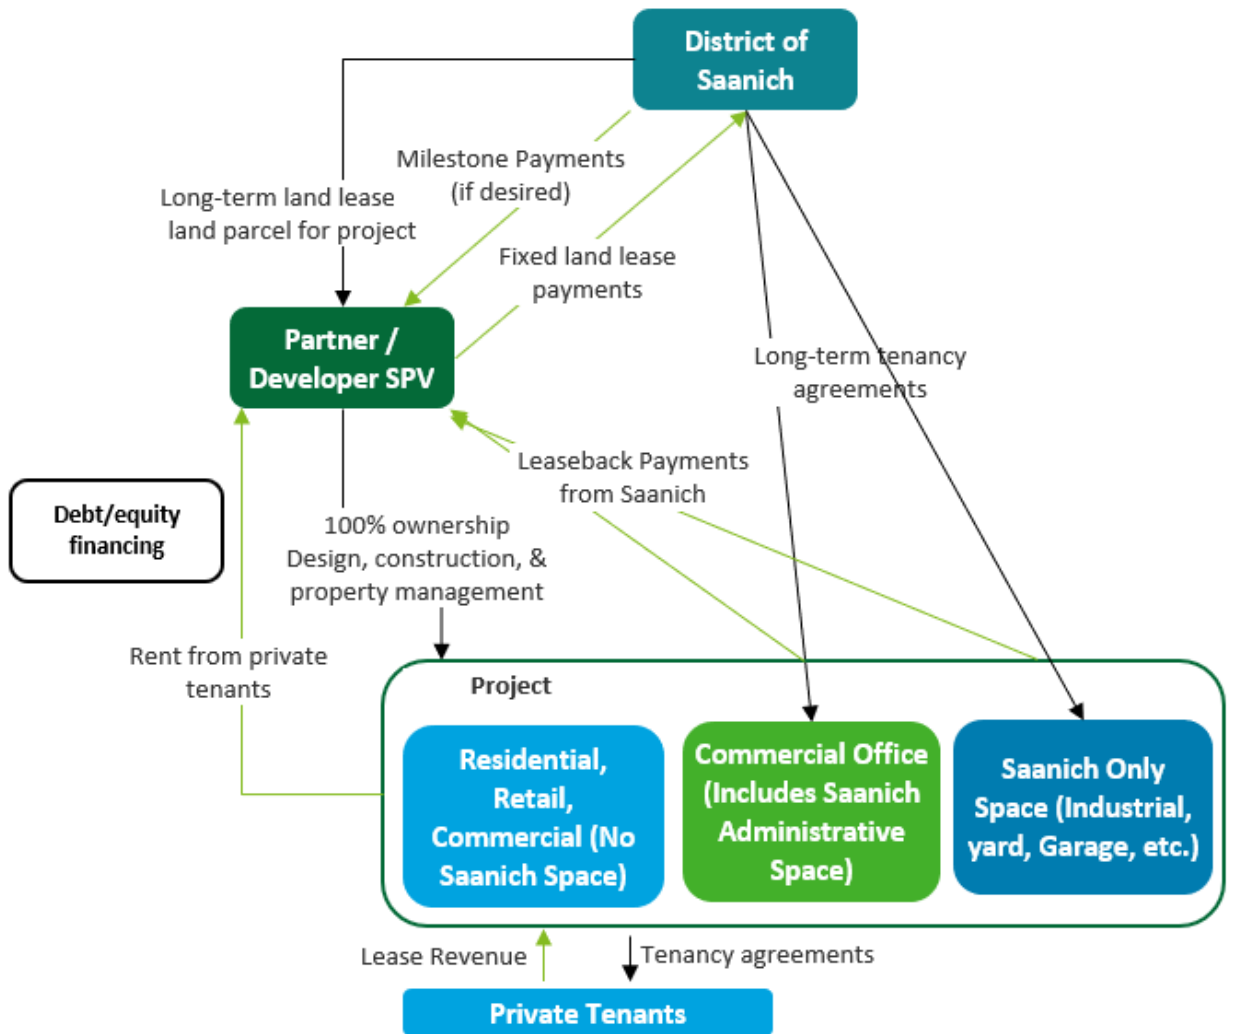 District of
Saanich
Milestone Payments
(if desired)
Long-term land lease
land parcel for project
Fixed land lease
payments
Partner /
Developer SPV
Long-term tenancy
agreements
Leaseback Payments
from Saanich
Debt/equity
financing
100% ownership
Design, construction, &
property management
Rent from private
tenants
Project
Residential,
Retail,
Commercial (No
Saanich Space)
Commercial Office
(Includes Saanich
Administrative
Space)
Saanich Only
Space (Industrial,
yard, Garage, etc.)
Lease Revenue
Tenancy agreements
Private Tenants